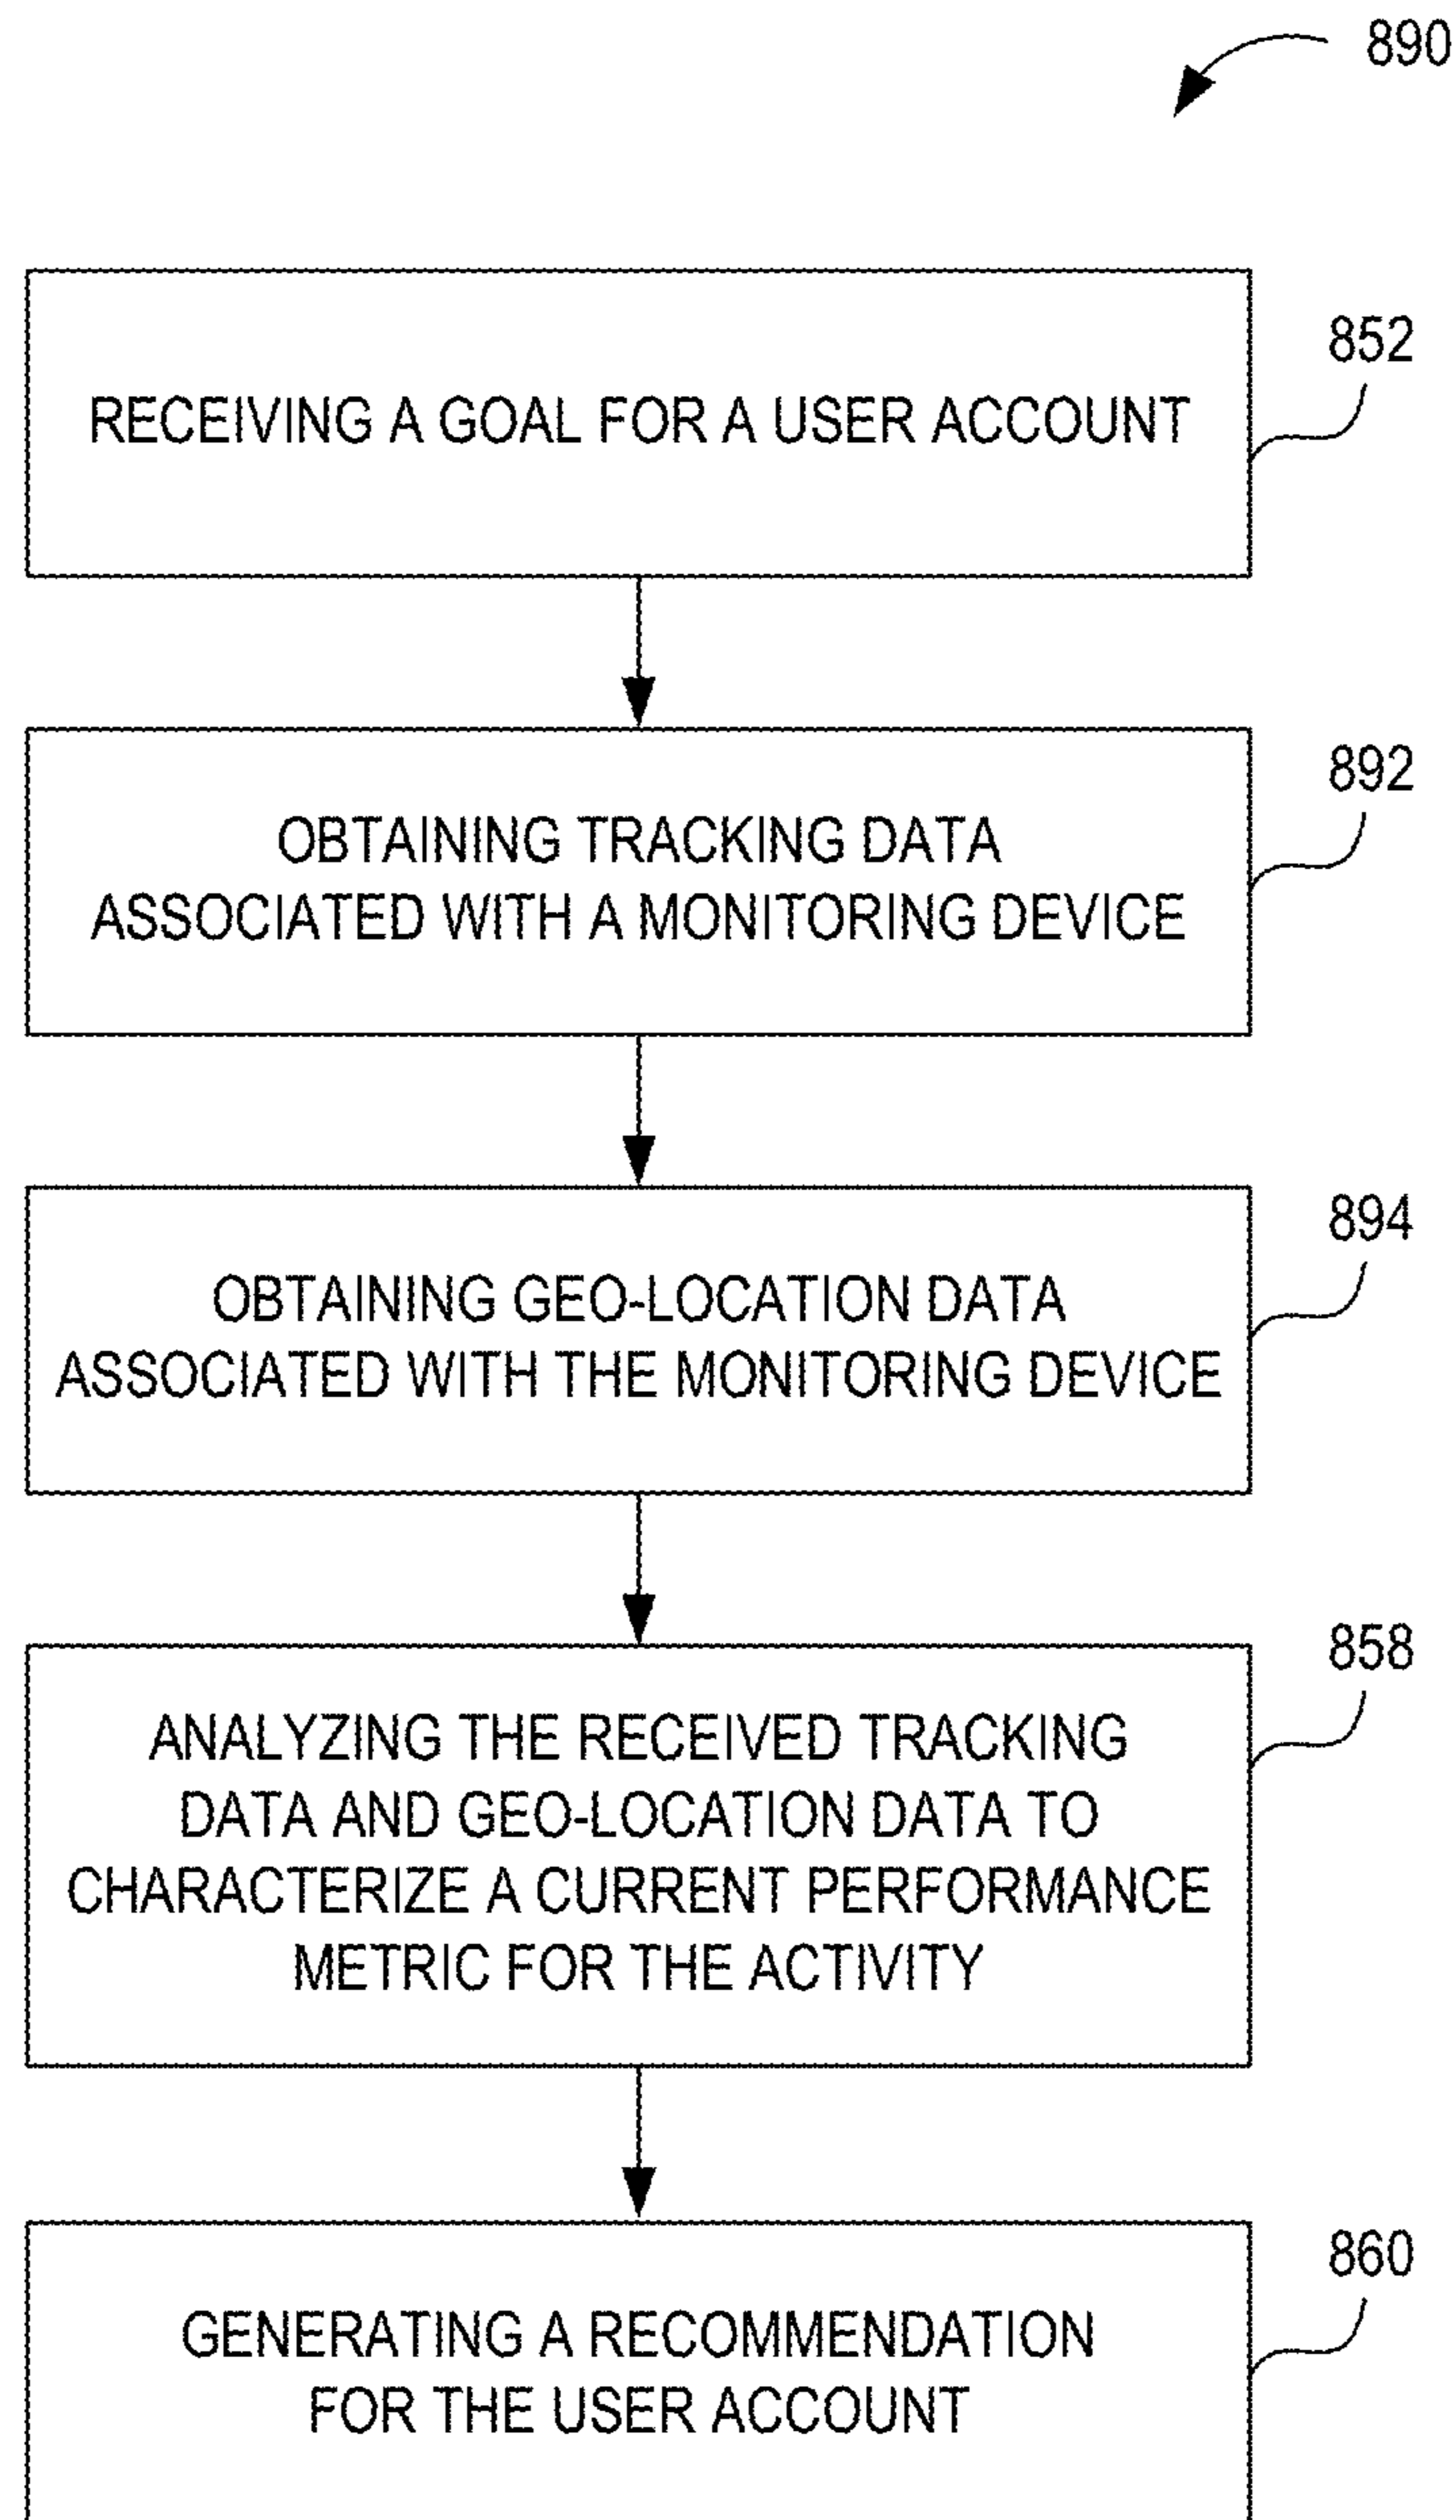 890
852
RECEIVING A GOAL FOR A USER ACCOUNT
892
OBTAINING TRACKING DATA
ASSOCIATED WITH A MONITORING DEVICE
894
OBTAINING GEO-LOCATION DATA
ASSOCIATED WITH THE MONITORING DEVICE
858
ANALYZING THE RECEIVED TRACKING
DATA AND GEO-LOCATION DATA TO
CHARACTERIZE A CURRENT PERFORMANCE
METRIC FOR THE ACTIVITY
860
GENERATING A RECOMMENDATION
FOR THE USER ACCOUNT